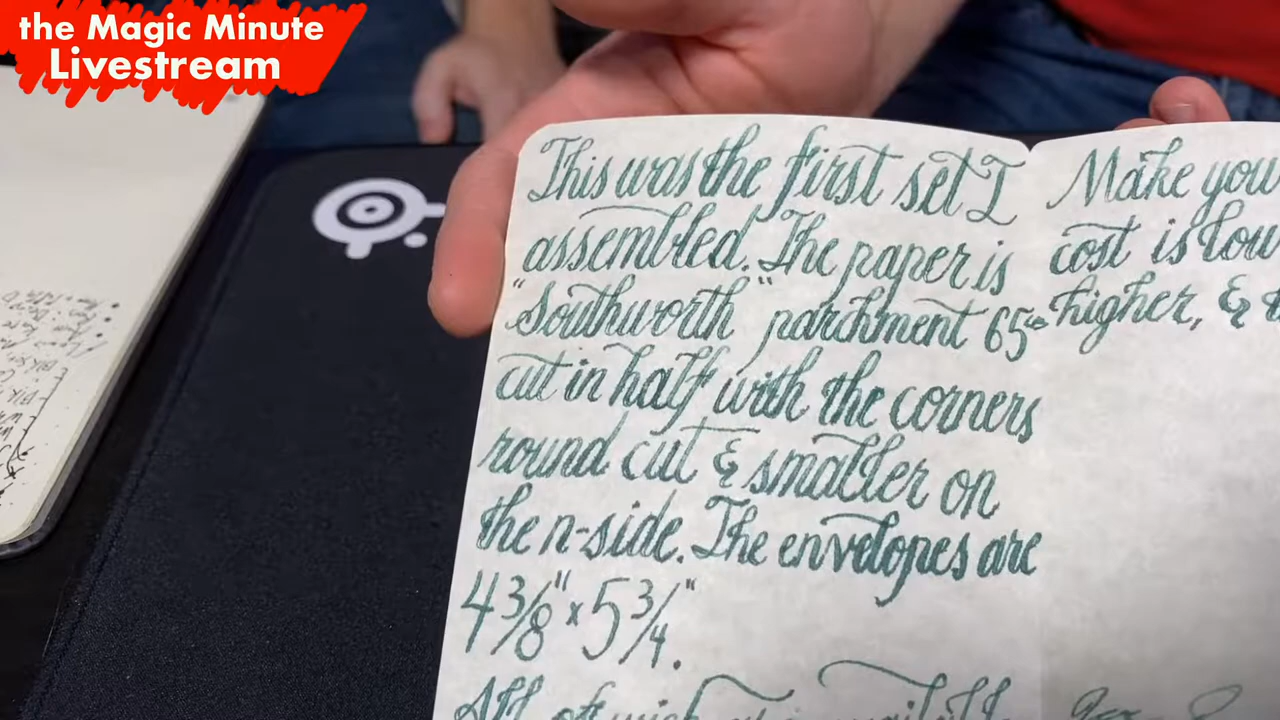 the Magic Minute
Livestream
This was the first set I
assembled. The paper is
"Southworth" parchment 65
cut in half with the corners
round cut & smaller on
the n-side. The envelopes are
4 3/8" x 5 3/4".
All of
Make you
cost is low
higher, &